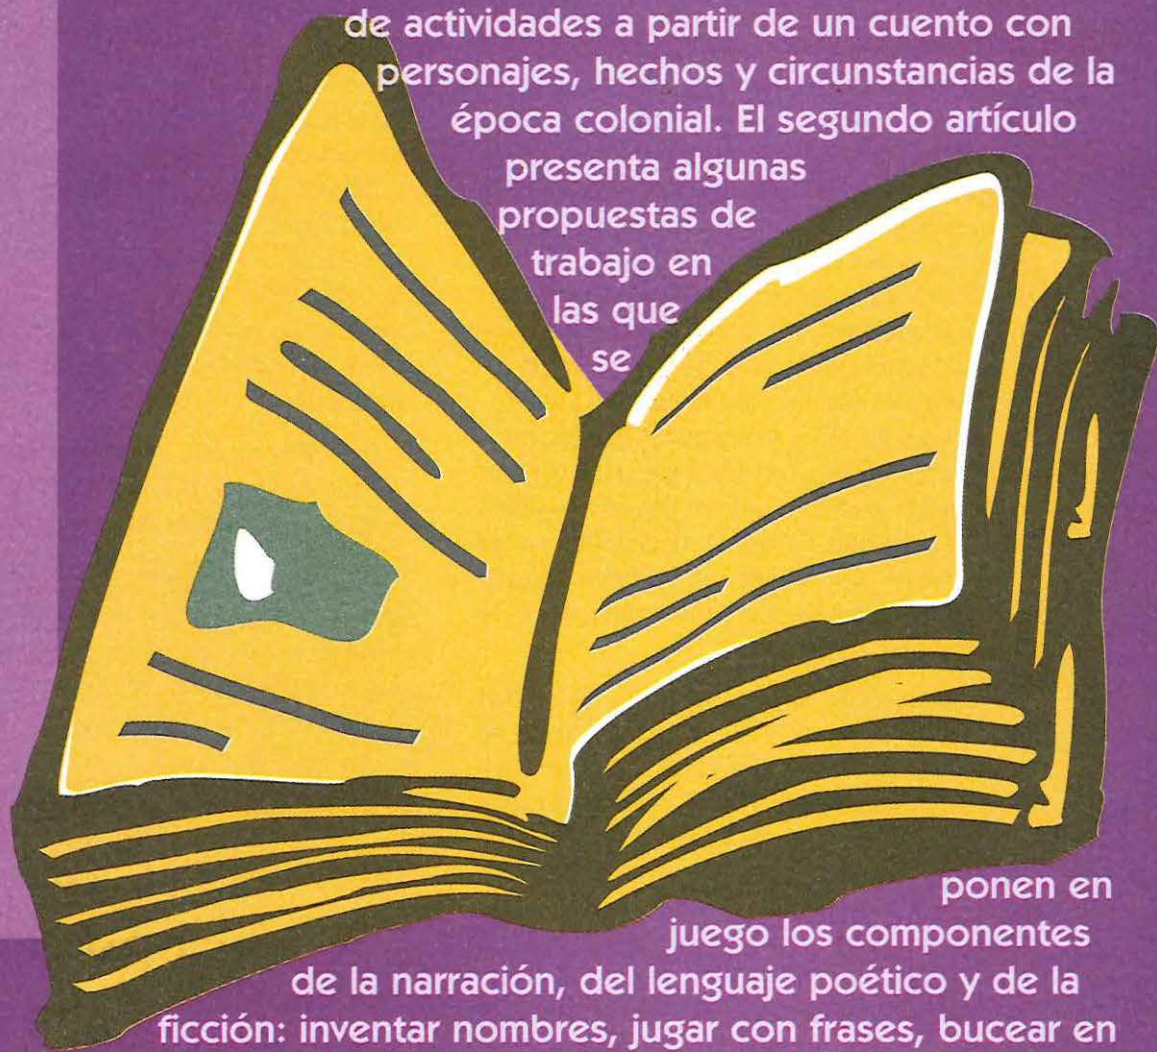 de actividades a partir de un cuento con
personajes, hechos y circunstancias de la
época colonial. El segundo artículo
presenta algunas
propuestas de
trabajo en
las que
se
ponen en
juego los componentes
de la narración, del lenguaje poético y de la
ficción: inventar nombres, jugar con frases, bucear en